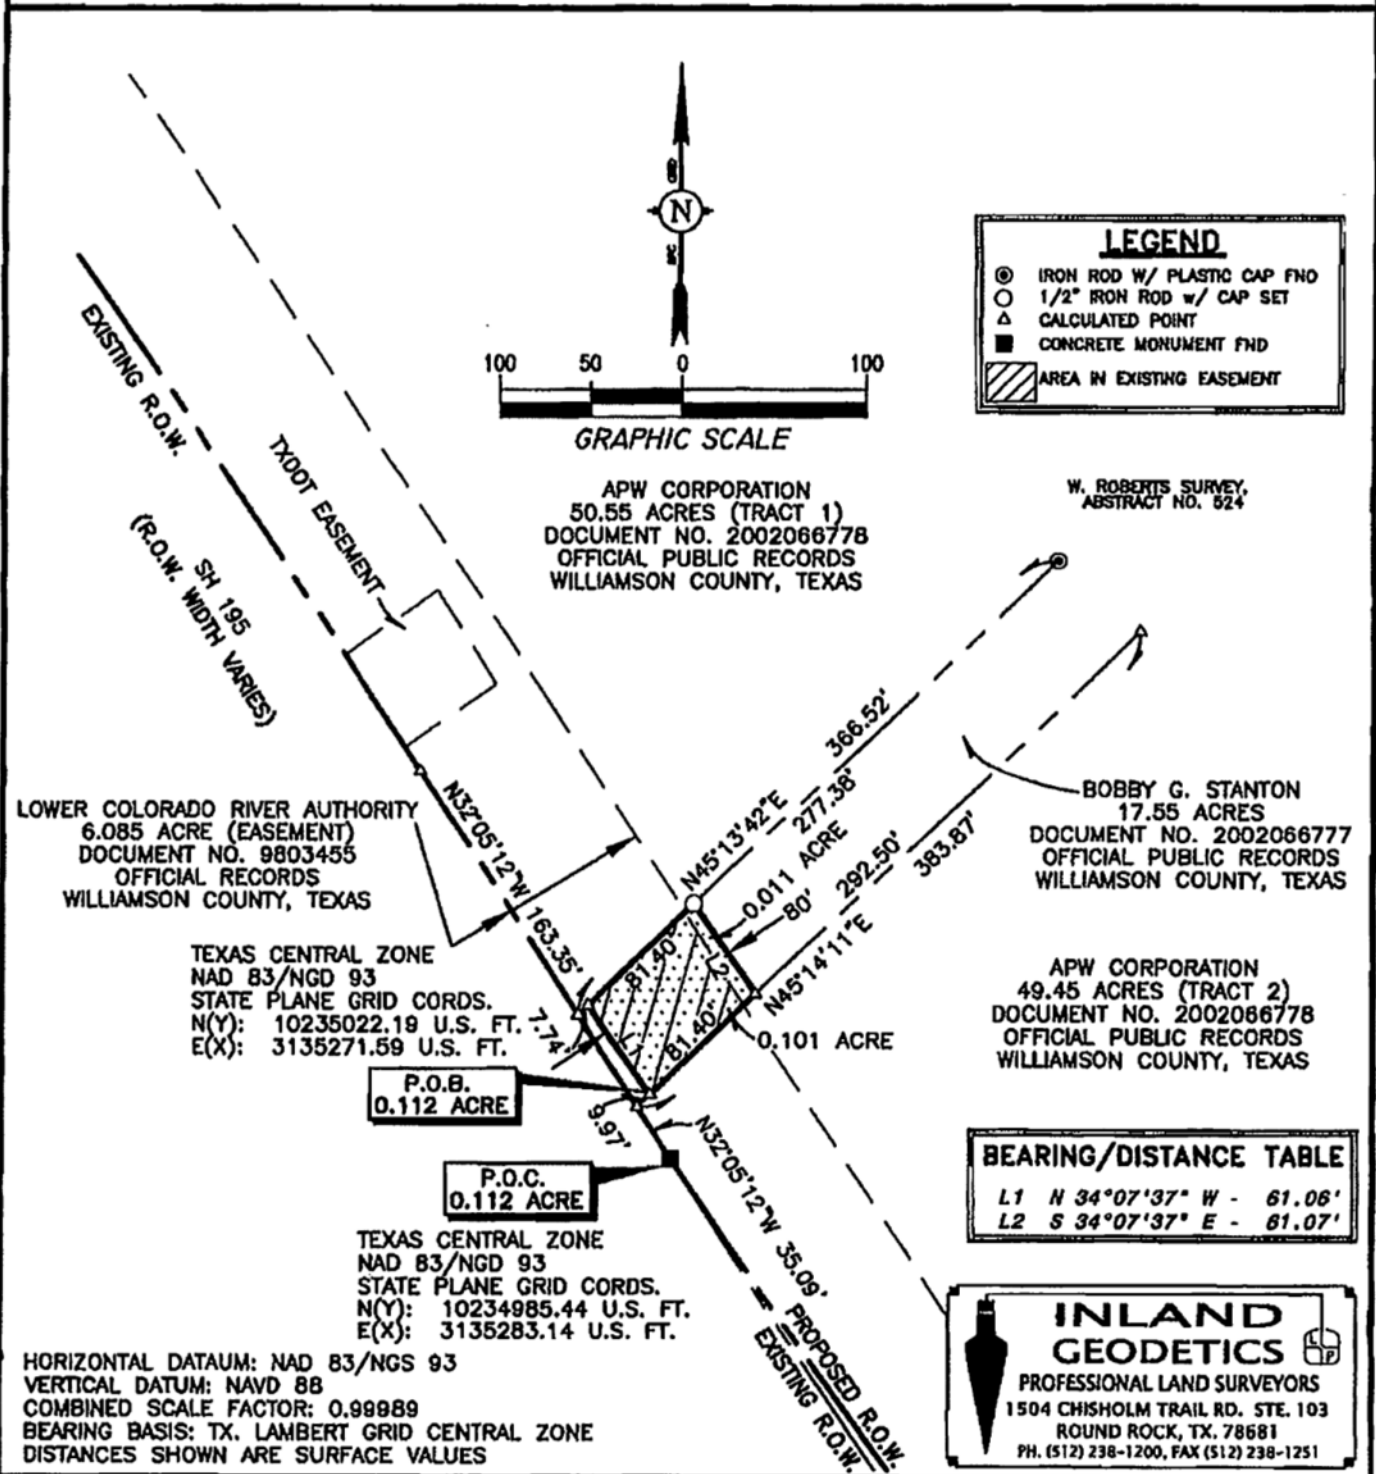 GRID
N
SPC
LEGEND
IRON ROD W/ PLASTIC CAP FND
1/2" IRON ROD w/ CAP SET
CALCULATED POINT
CONCRETE MONUMENT FND
AREA IN EXISTING EASEMENT
100 50 0 100
GRAPHIC SCALE
EXISTING R.O.W.
TXDOT EASEMENT
SH 195
(R.O.W. WIDTH VARIES)
APW CORPORATION
50.55 ACRES (TRACT 1)
DOCUMENT NO. 2002066778
OFFICIAL PUBLIC RECORDS
WILLIAMSON COUNTY, TEXAS
W. ROBERTS SURVEY,
ABSTRACT NO. 524
LOWER COLORADO RIVER AUTHORITY
6.085 ACRE (EASEMENT)
DOCUMENT NO. 9803455
OFFICIAL RECORDS
WILLIAMSON COUNTY, TEXAS
N32°05'12"W 163.35'
366.52'
N45°13'42"E
277.38'
0.011 ACRE
80'
292.50'
383.87'
N45°14'11"E
BOBBY G. STANTON
17.55 ACRES
DOCUMENT NO. 2002066777
OFFICIAL PUBLIC RECORDS
WILLIAMSON COUNTY, TEXAS
TEXAS CENTRAL ZONE
NAD 83/NGD 93
STATE PLANE GRID CORDS.
N(Y): 10235022.19 U.S. FT.
E(X): 3135271.59 U.S. FT.
7.74'
81.40'
L2
L1
81.40'
0.101 ACRE
APW CORPORATION
49.45 ACRES (TRACT 2)
DOCUMENT NO. 2002066778
OFFICIAL PUBLIC RECORDS
WILLIAMSON COUNTY, TEXAS
P.O.B.
0.112 ACRE
9.97'
P.O.C.
0.112 ACRE
N32°05'12"W 35.09'
PROPOSED R.O.W.
EXISTING R.O.W.
TEXAS CENTRAL ZONE
NAD 83/NGD 93
STATE PLANE GRID CORDS.
N(Y): 10234985.44 U.S. FT.
E(X): 3135283.14 U.S. FT.
BEARING/DISTANCE TABLE
L1 N 34°07'37" W - 61.06'
L2 S 34°07'37" E - 61.07'
HORIZONTAL DATAUM: NAD 83/NGS 93
VERTICAL DATUM: NAVD 88
COMBINED SCALE FACTOR: 0.99989
BEARING BASIS: TX. LAMBERT GRID CENTRAL ZONE
DISTANCES SHOWN ARE SURFACE VALUES
INLAND
GEODETICS
PROFESSIONAL LAND SURVEYORS
1504 CHISHOLM TRAIL RD. STE. 103
ROUND ROCK, TX. 78681
PH. (512) 238-1200, FAX (512) 238-1251